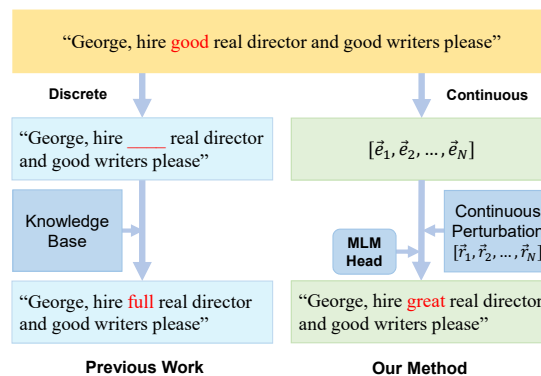 “George, hire good real director and good writers please”
Discrete
Continuous
“George, hire ____ real director
and good writers please”
[e⃗₁, e⃗₂, …, e⃗_N]
Knowledge
Base
MLM
Head
Continuous
Perturbation
[r⃗₁, r⃗₂, …, r⃗_N]
“George, hire full real director
and good writers please”
“George, hire great real director
and good writers please”
Previous Work
Our Method